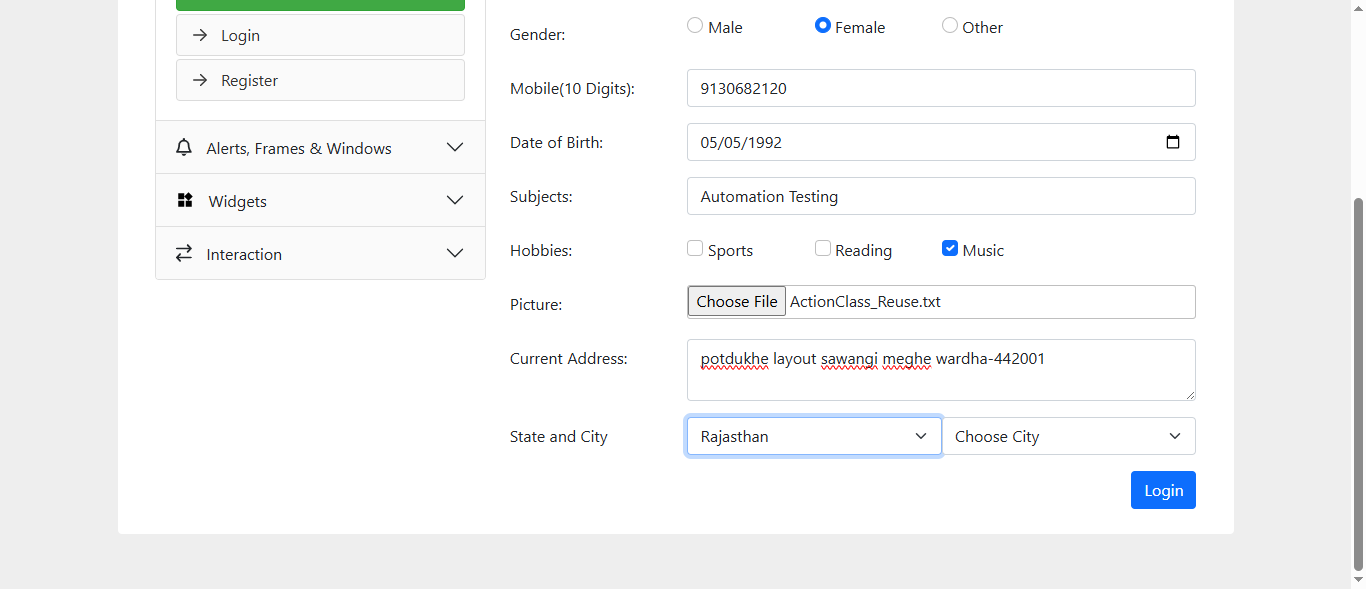 Login
Register
Alerts, Frames & Windows
Widgets
Interaction
Gender: Male Female Other
Mobile(10 Digits): 9130682120
Date of Birth: 05/05/1992
Subjects: Automation Testing
Hobbies: Sports Reading Music
Picture: Choose File ActionClass_Reuse.txt
Current Address: potdukhe layout sawangi meghe wardha-442001
State and City Rajasthan Choose City
Login